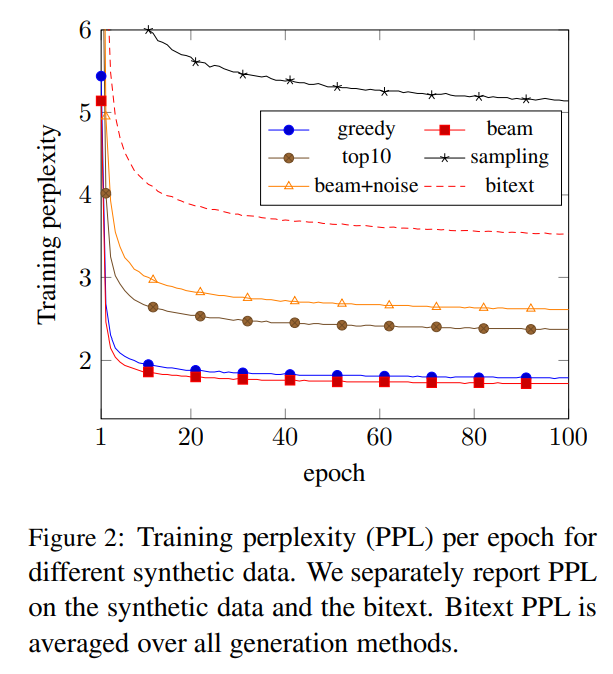 6
5
4
3
2
Training perplexity
greedy beam
top10 sampling
beam+noise bitext
1 20 40 60 80 100
epoch
Figure 2: Training perplexity (PPL) per epoch for
different synthetic data. We separately report PPL
on the synthetic data and the bitext. Bitext PPL is
averaged over all generation methods.